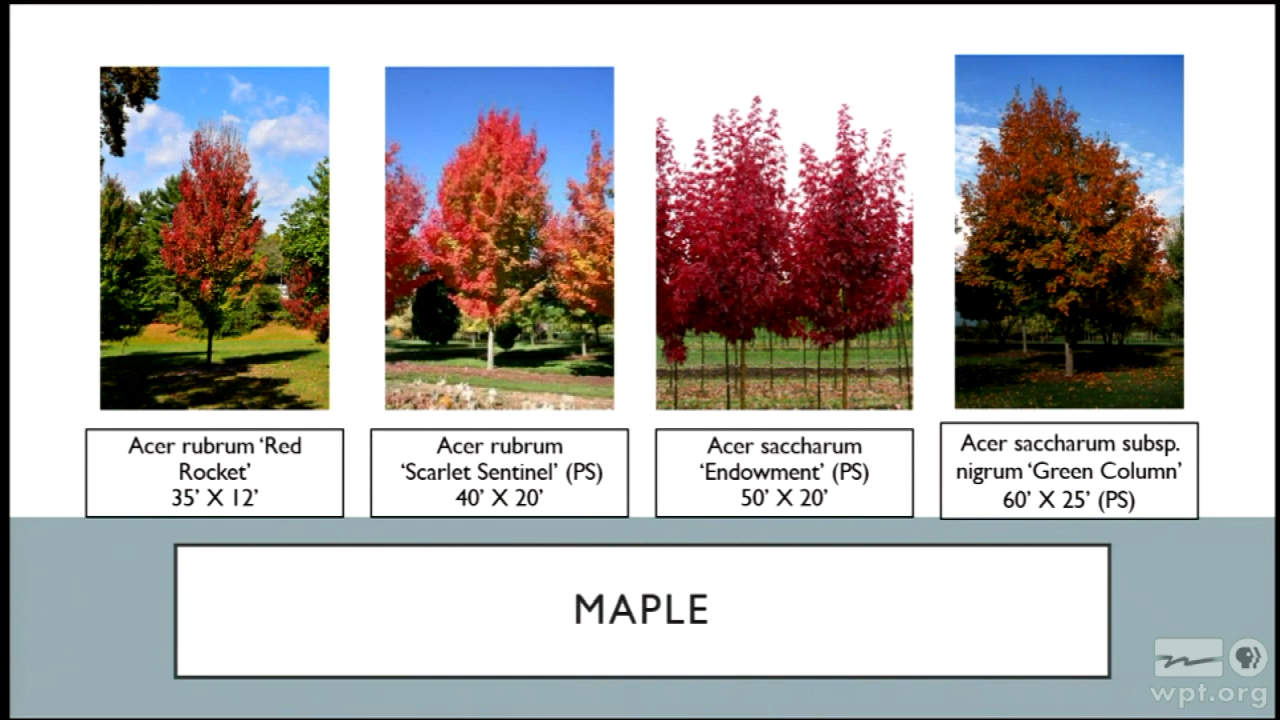 Acer rubrum ‘Red
Rocket’
35’ X 12’
Acer rubrum
‘Scarlet Sentinel’ (PS)
40’ X 20’
Acer saccharum
‘Endowment’ (PS)
50’ X 20’
Acer saccharum subsp.
nigrum ‘Green Column’
60’ X 25’ (PS)
MAPLE
wpt.org